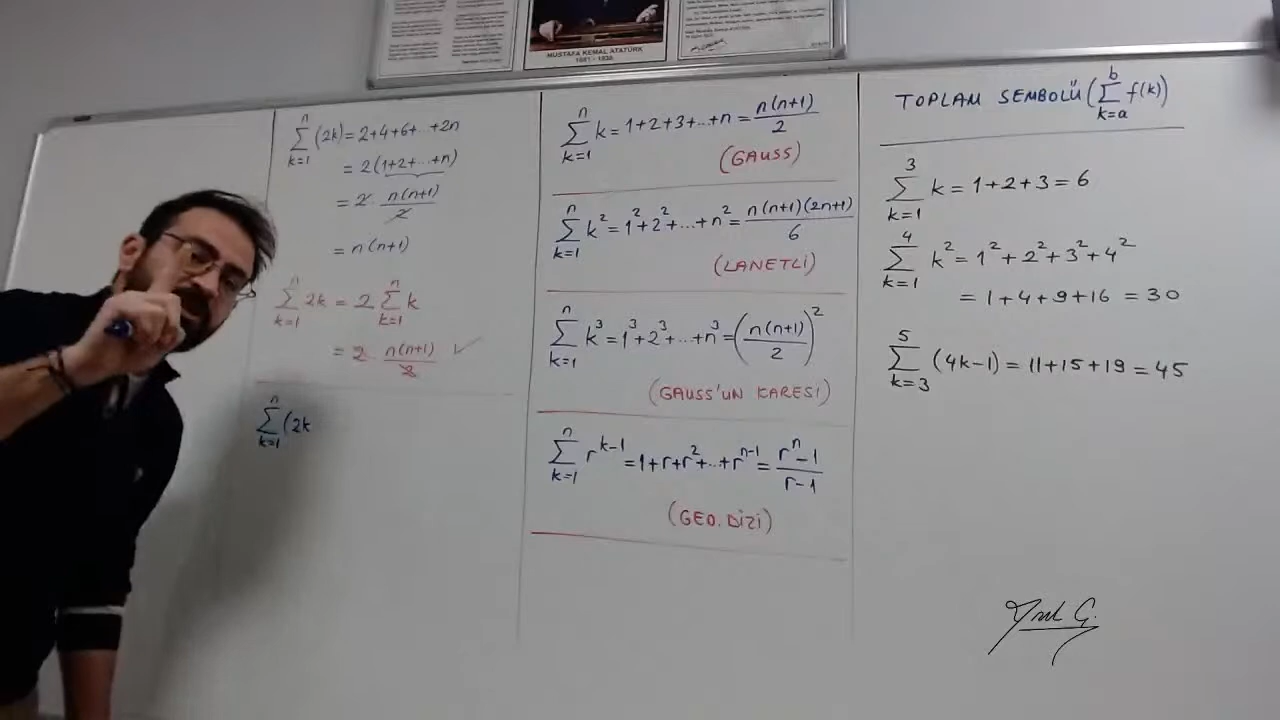 MUSTAFA KEMAL ATATÜRK
1881 - 1938
∑_{k=1}^{n} (2k) = 2+4+6+..+2n
= 2(1+2+..+n)
= 2 · n(n+1)/2
= n(n+1)
∑_{k=1}^{n} 2k = 2 ∑_{k=1}^{n} k
= 2 · n(n+1)/2 ✓
∑_{k=1}^{n} (2k
∑_{k=1}^{n} k = 1+2+3+..+n = n(n+1)/2
(GAUSS)
∑_{k=1}^{n} k² = 1²+2²+...+n² = n(n+1)(2n+1)/6
(LANETLİ)
∑_{k=1}^{n} k³ = 1³+2³+..+n³ = (n(n+1)/2)²
(GAUSS'UN KARESİ)
∑_{k=1}^{n} r^{k-1} = 1+r+r²+..+r^{n-1} = (r^n-1)/(r-1)
(GEO. DİZİ)
TOPLAM SEMBOLÜ (∑_{k=a}^{b} f(k))
∑_{k=1}^{3} k = 1+2+3 = 6
∑_{k=1}^{4} k² = 1²+2²+3²+4²
= 1+4+9+16 = 30
∑_{k=3}^{5} (4k-1) = 11+15+19 = 45